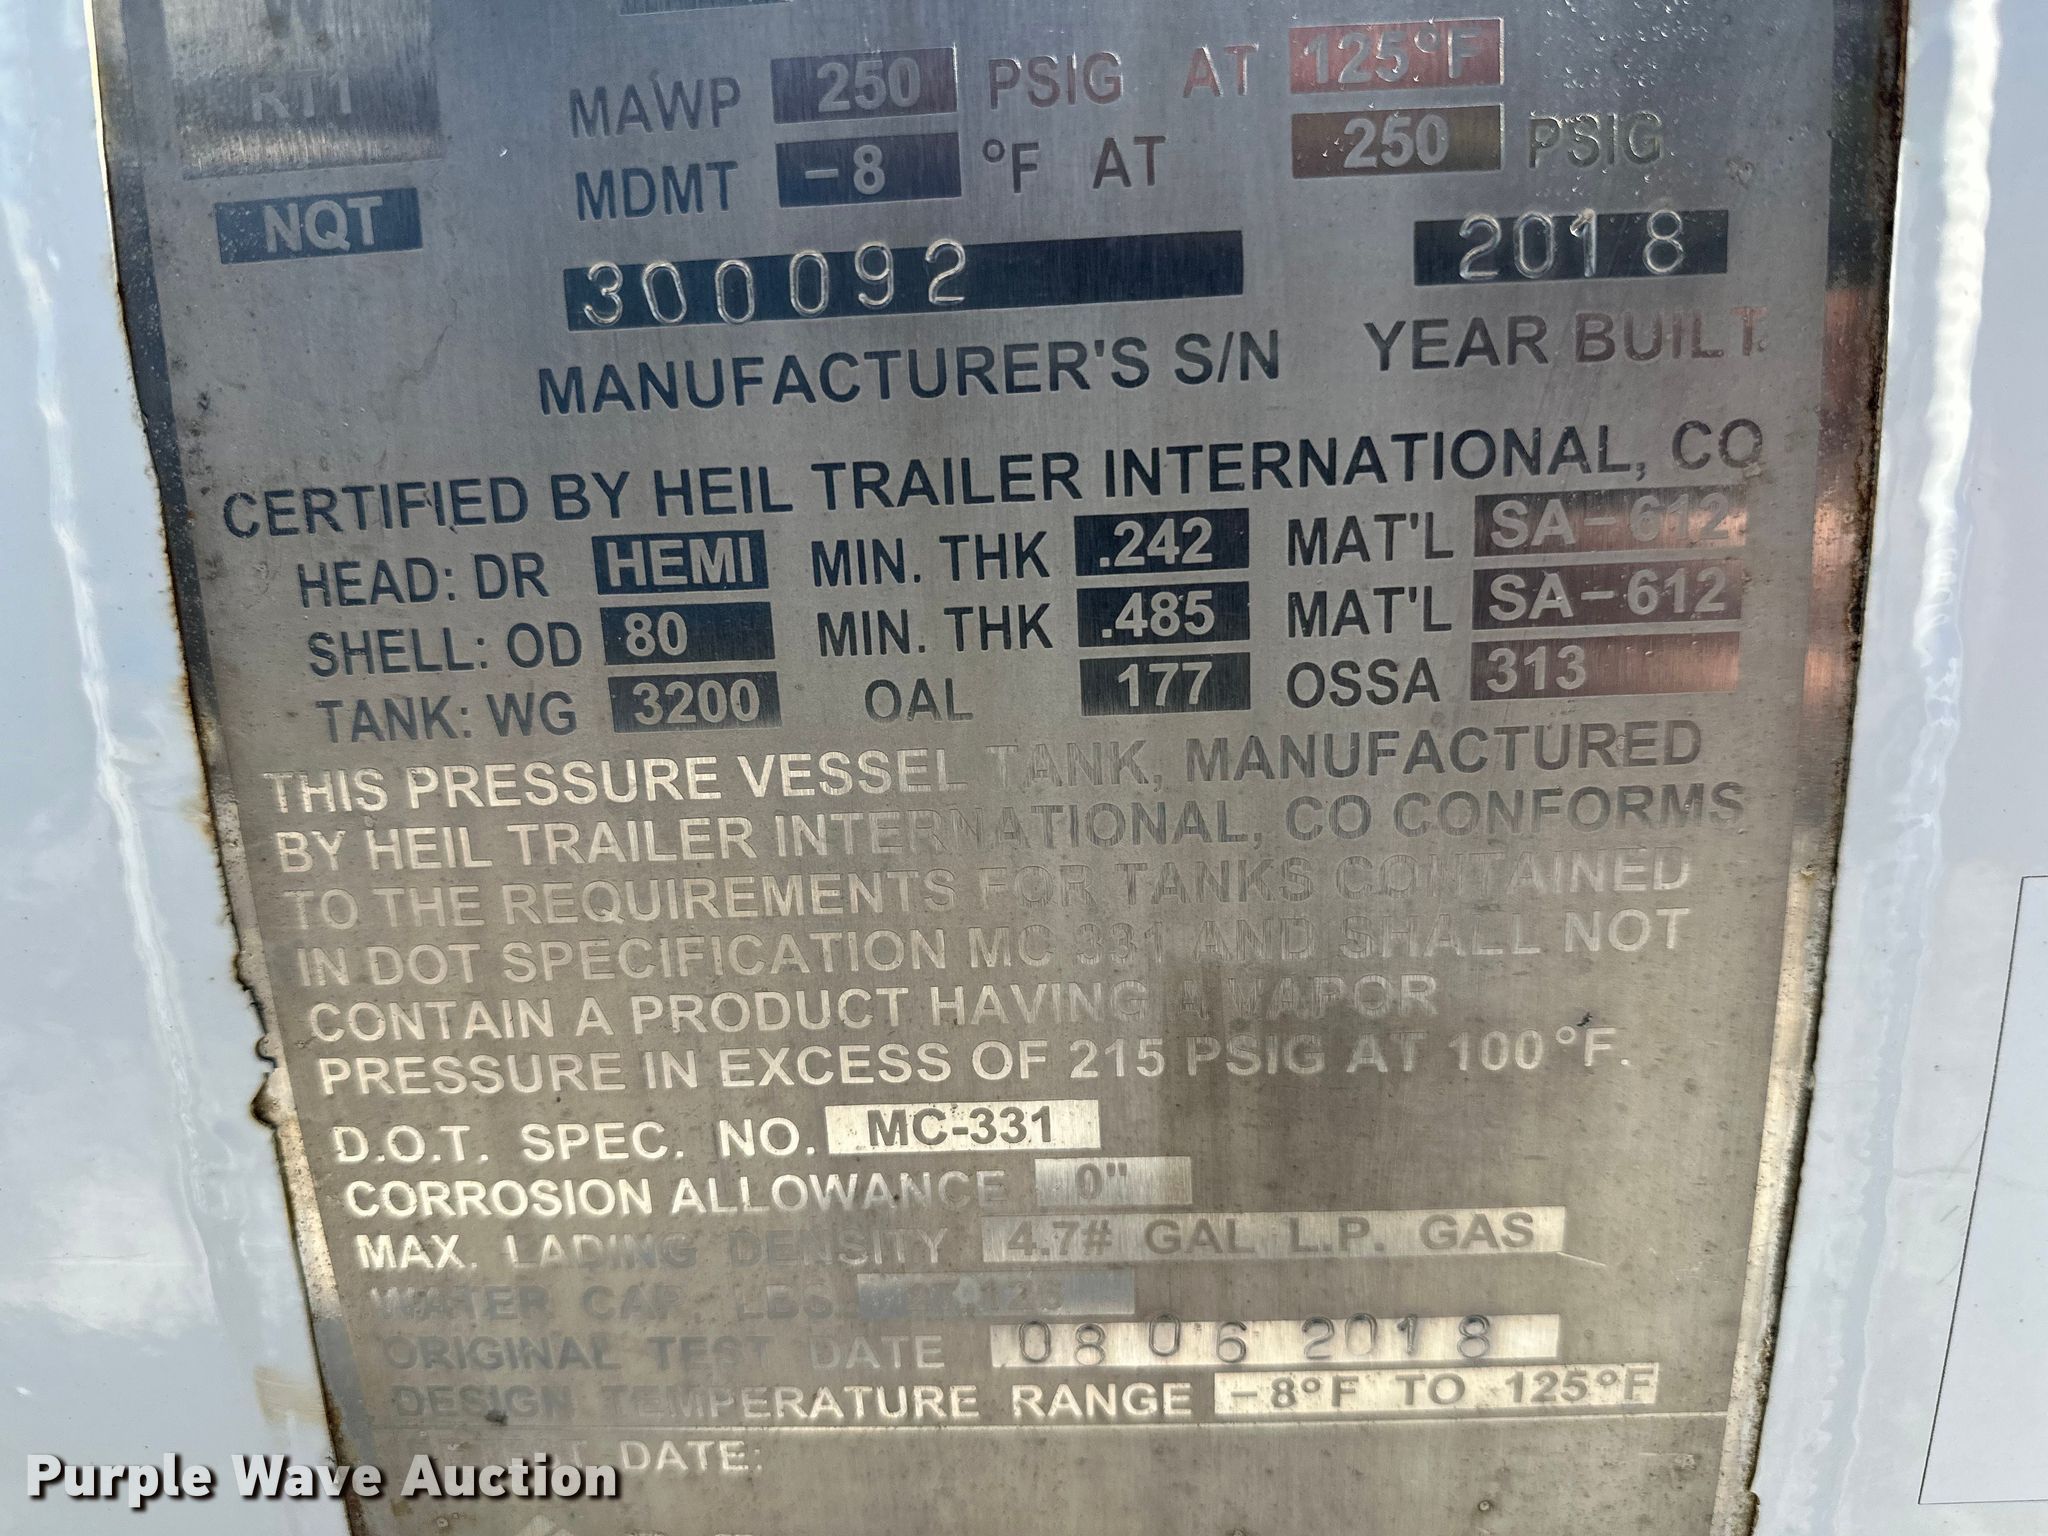 W
RT1
MAWP 250 PSIG AT 125°F
MDMT -8 °F AT 250 PSIG
NQT
300092 2018
MANUFACTURER'S S/N YEAR BUILT
CERTIFIED BY HEIL TRAILER INTERNATIONAL, CO
HEAD: DR HEMI MIN. THK .242 MAT'L SA-612
SHELL: OD 80 MIN. THK .485 MAT'L SA-612
TANK: WG 3200 OAL 177 OSSA 313
THIS PRESSURE VESSEL TANK, MANUFACTURED
BY HEIL TRAILER INTERNATIONAL, CO CONFORMS
TO THE REQUIREMENTS FOR TANKS CONTAINED
IN DOT SPECIFICATION MC 331 AND SHALL NOT
CONTAIN A PRODUCT HAVING A VAPOR
PRESSURE IN EXCESS OF 215 PSIG AT 100°F.
D.O.T. SPEC. NO. MC-331
CORROSION ALLOWANCE 0"
MAX. LADING DENSITY 4.7# GAL L.P. GAS
WATER CAP. LBS.
ORIGINAL TEST DATE 08 06 2018
DESIGN TEMPERATURE RANGE -8°F TO 125°F
DATE:
Purple Wave Auction